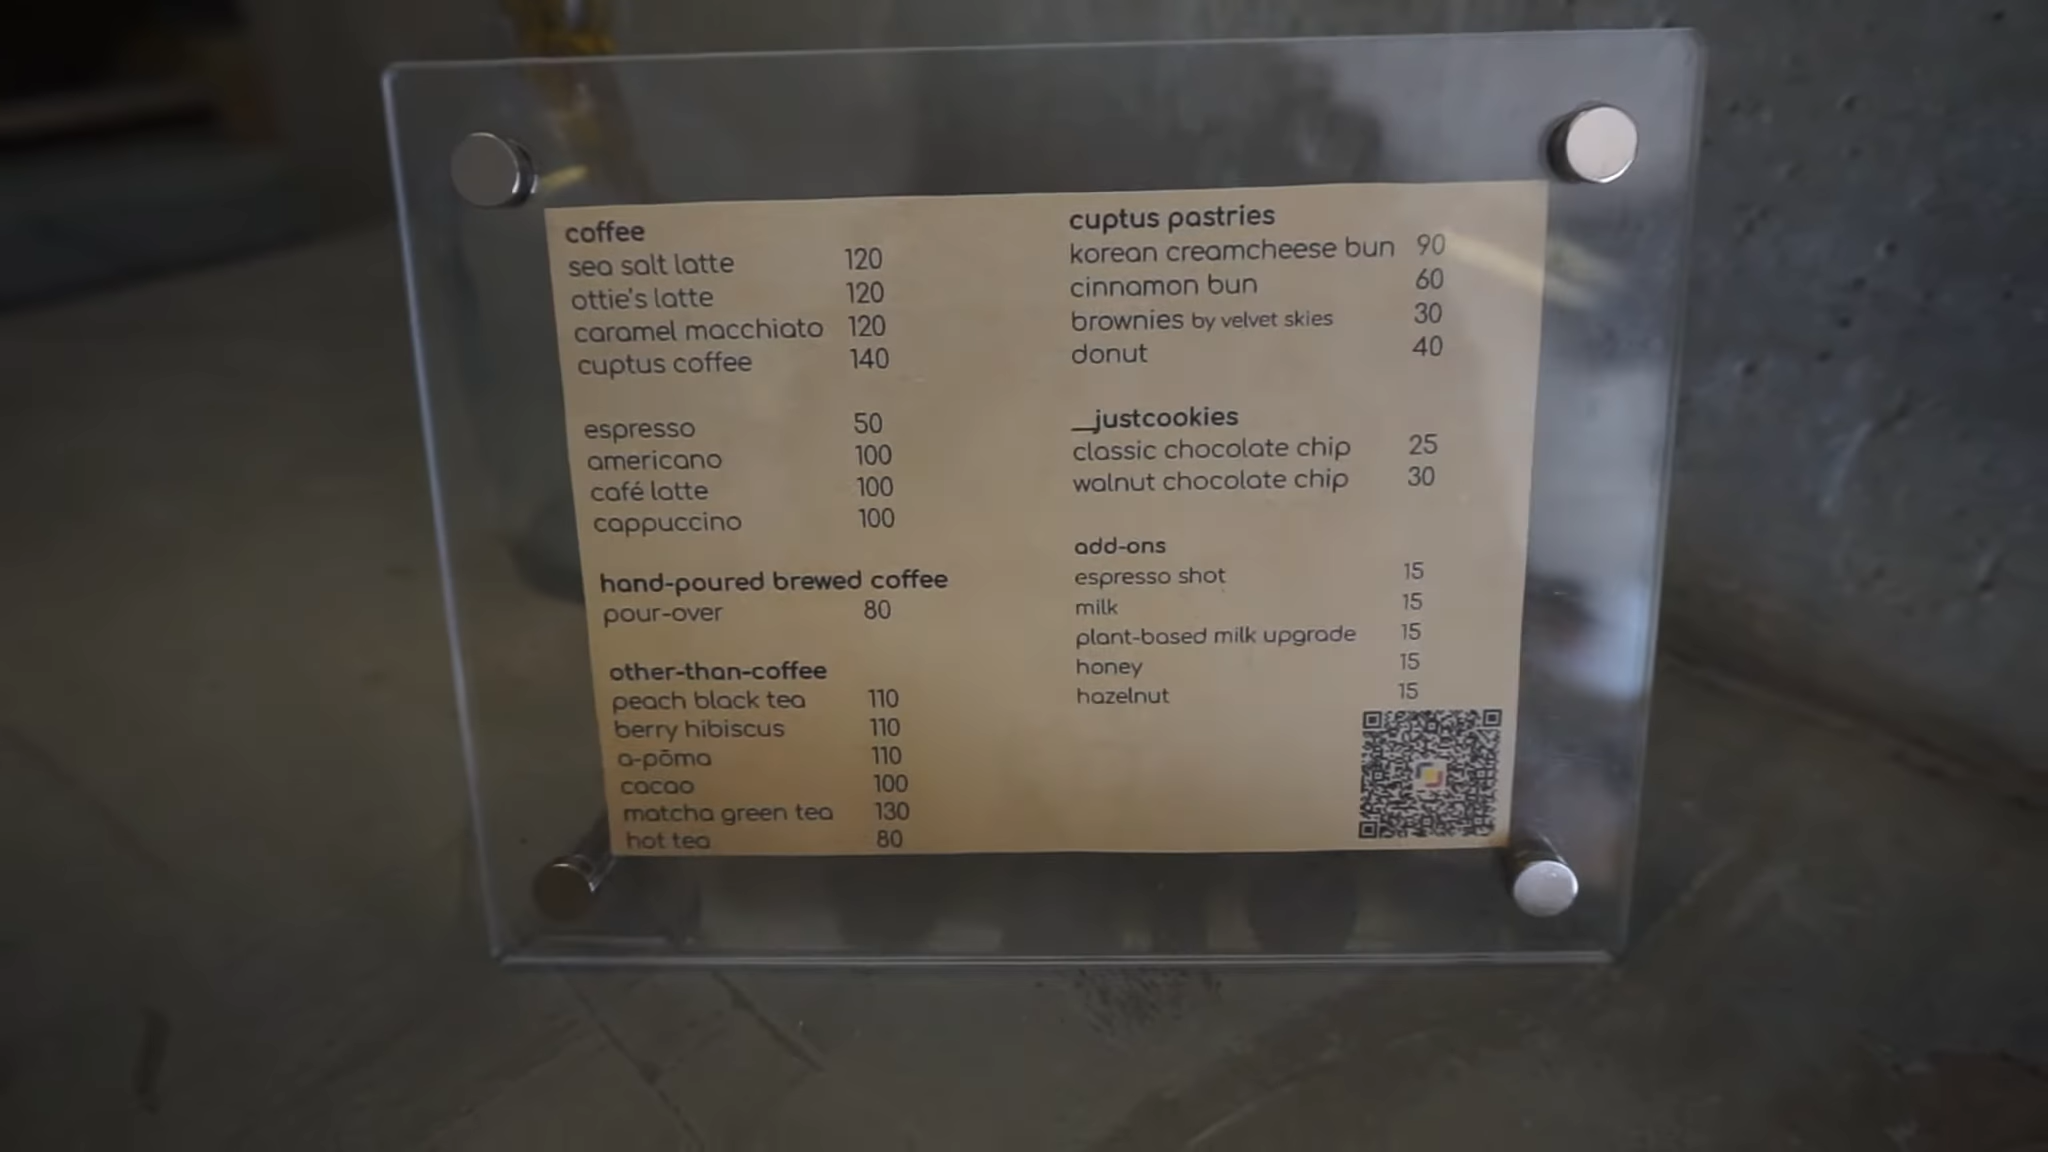 coffee
sea salt latte 120
ottie's latte 120
caramel macchiato 120
cuptus coffee 140
espresso 50
americano 100
café latte 100
cappuccino 100
hand-poured brewed coffee
pour-over 80
other-than-coffee
peach black tea 110
berry hibiscus 110
a-pōma 110
cacao 100
matcha green tea 130
hot tea 80
cuptus pastries
korean creamcheese bun 90
cinnamon bun 60
brownies by velvet skies 30
donut 40
__justcookies
classic chocolate chip 25
walnut chocolate chip 30
add-ons
espresso shot 15
milk 15
plant-based milk upgrade 15
honey 15
hazelnut 15